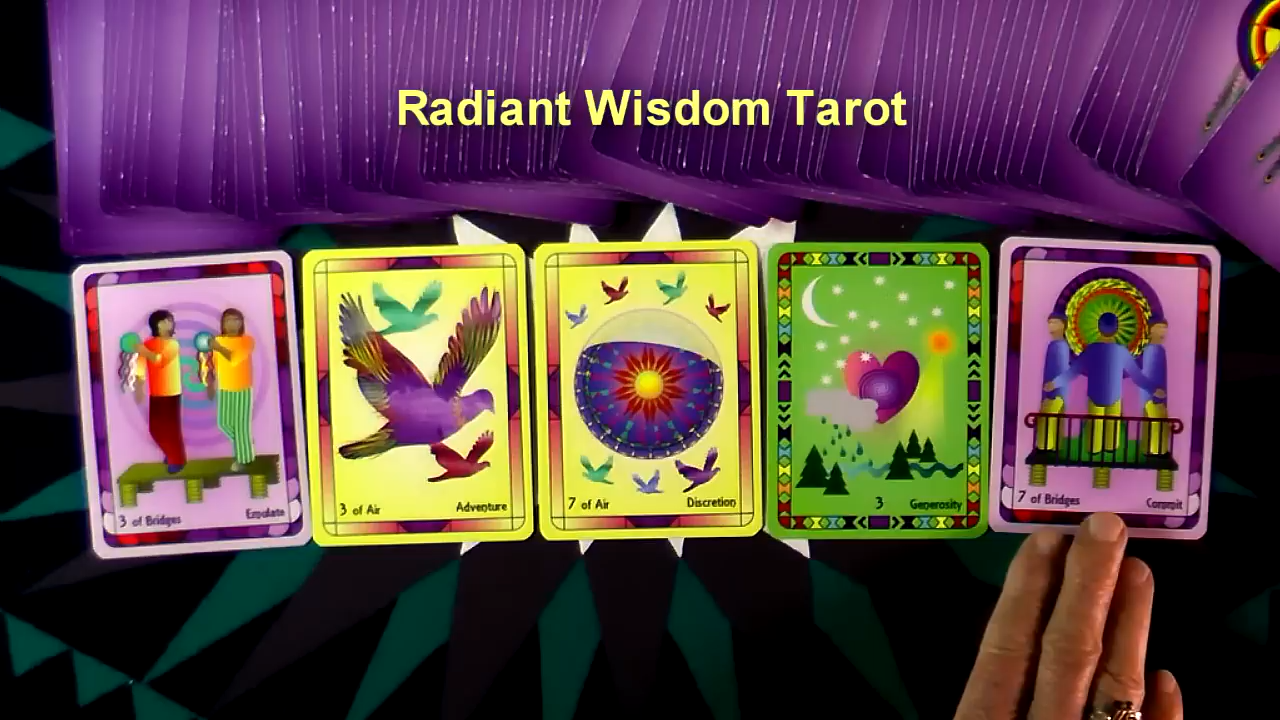 Radiant Wisdom Tarot
3 of Bridges
Emulate
3 of Air
Adventure
7 of Air
Discretion
3
Generosity
7 of Bridges
Commit